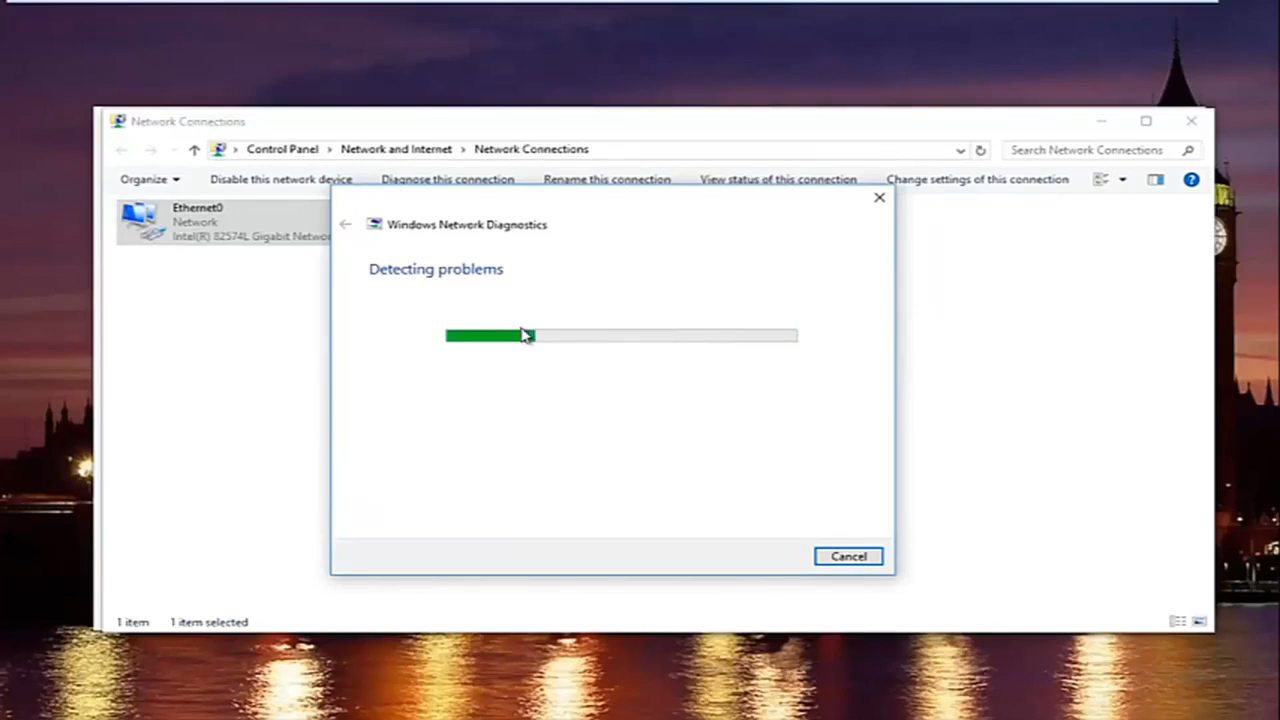 Network Connections
Control Panel > Network and Internet > Network Connections
Search Network Connections
Organize
Disable this network device
Diagnose this connection
Rename this connection
View status of this connection
Change settings of this connection
Ethernet0
Network
Intel(R) 82574L Gigabit Networ
Windows Network Diagnostics
Detecting problems
Cancel
1 item
1 item selected